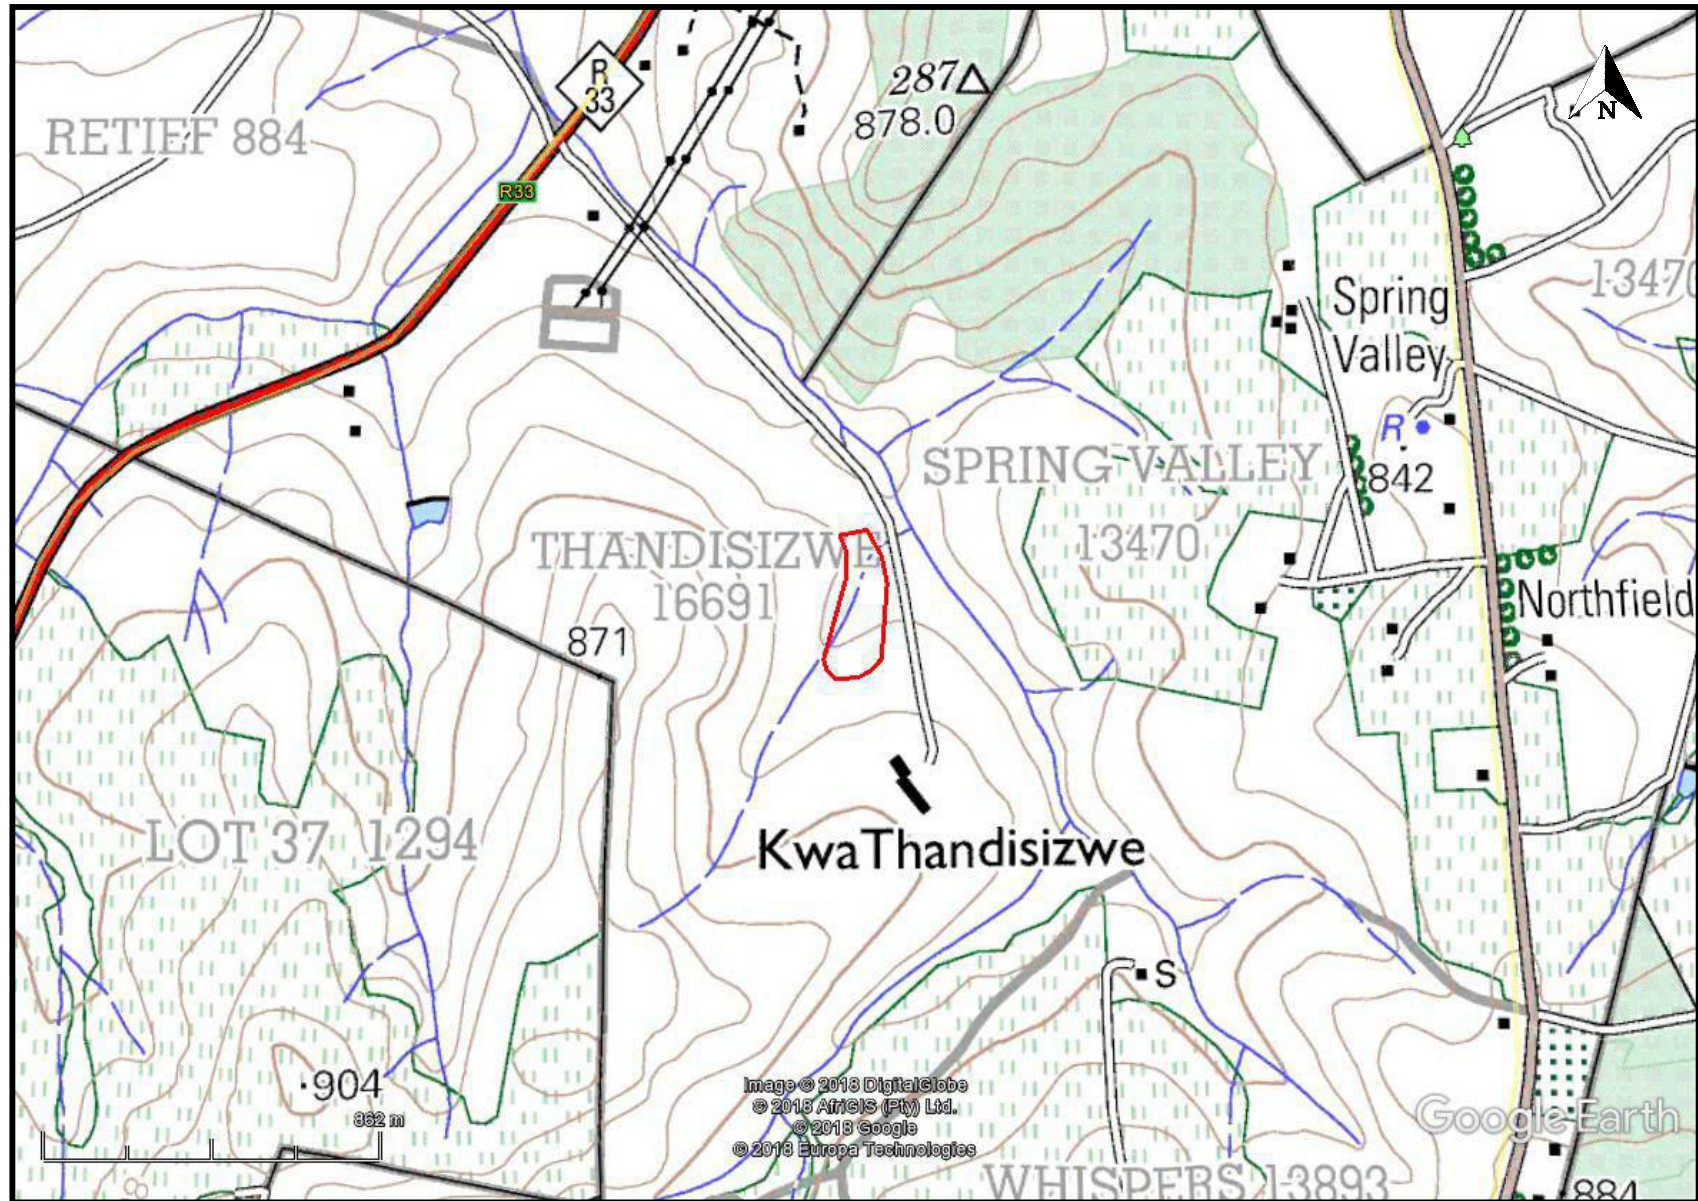 287
878.0
R
33
RETIEF 884
R33
N
Spring
Valley
13470
R
842
SPRING VALLEY
13470
THANDISIZWE
16691
Northfield
871
LOT 37 1294
KwaThandisizwe
S
904
862 m
Image © 2018 DigitalGlobe
© 2018 AfriGIS (Pty) Ltd.
© 2018 Google
© 2018 Europa Technologies
Google Earth
WHISPERS 13893
884